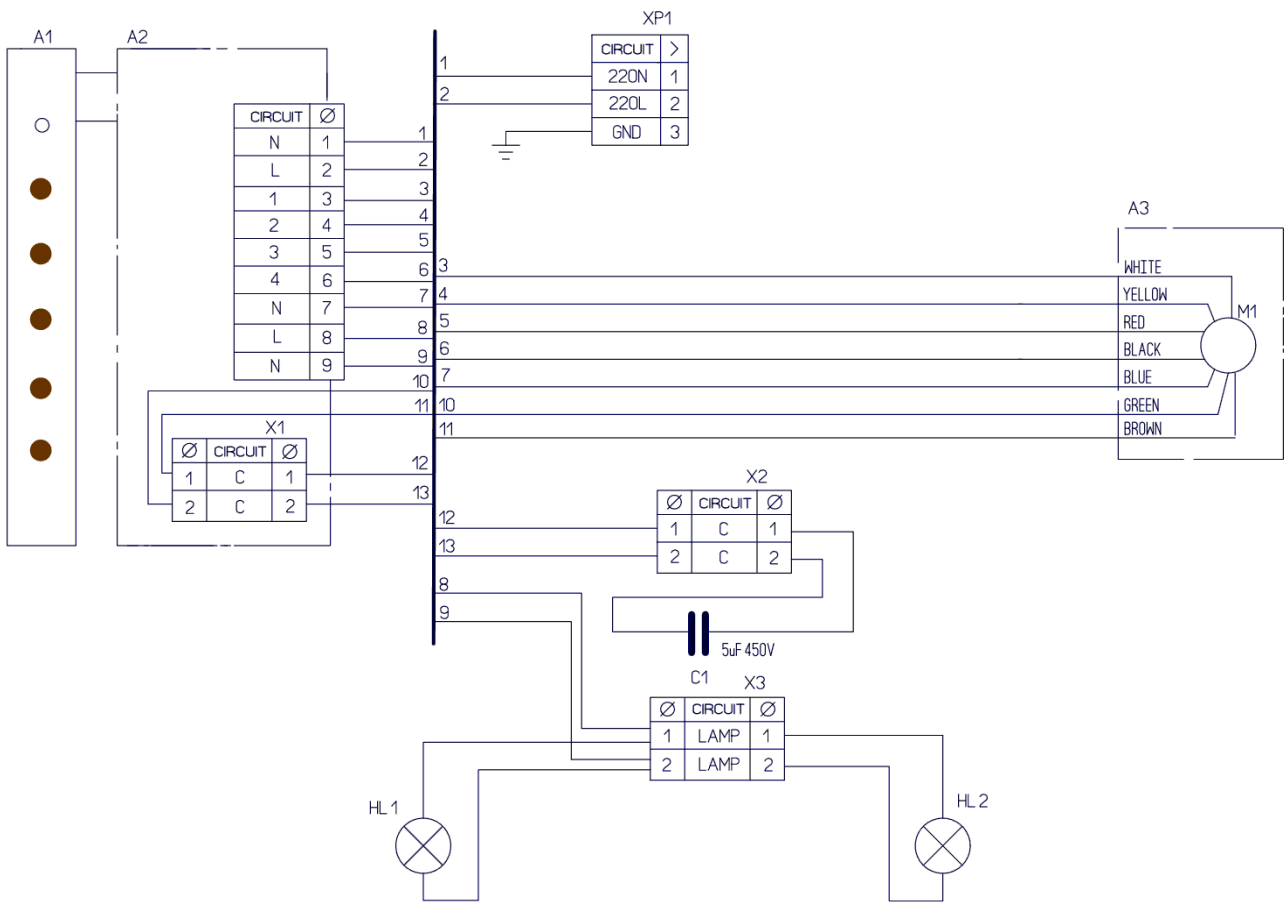 XP1
CIRCUIT >
220N 1
220L 2
GND 3
A1
A2
CIRCUIT Ø
N 1
L 2
1 3
2 4
3 5
4 6
N 7
L 8
N 9
1
2
3
4
5
6
7
8
9
10
11
12
13
1
2
3
4
5
6
7
10
11
12
13
8
9
A3
WHITE
YELLOW
RED
BLACK
BLUE
GREEN
BROWN
M1
X1
Ø CIRCUIT Ø
1 C 1
2 C 2
X2
Ø CIRCUIT Ø
1 C 1
2 C 2
5uF 450V
C1
X3
Ø CIRCUIT Ø
1 LAMP 1
2 LAMP 2
HL1
HL2